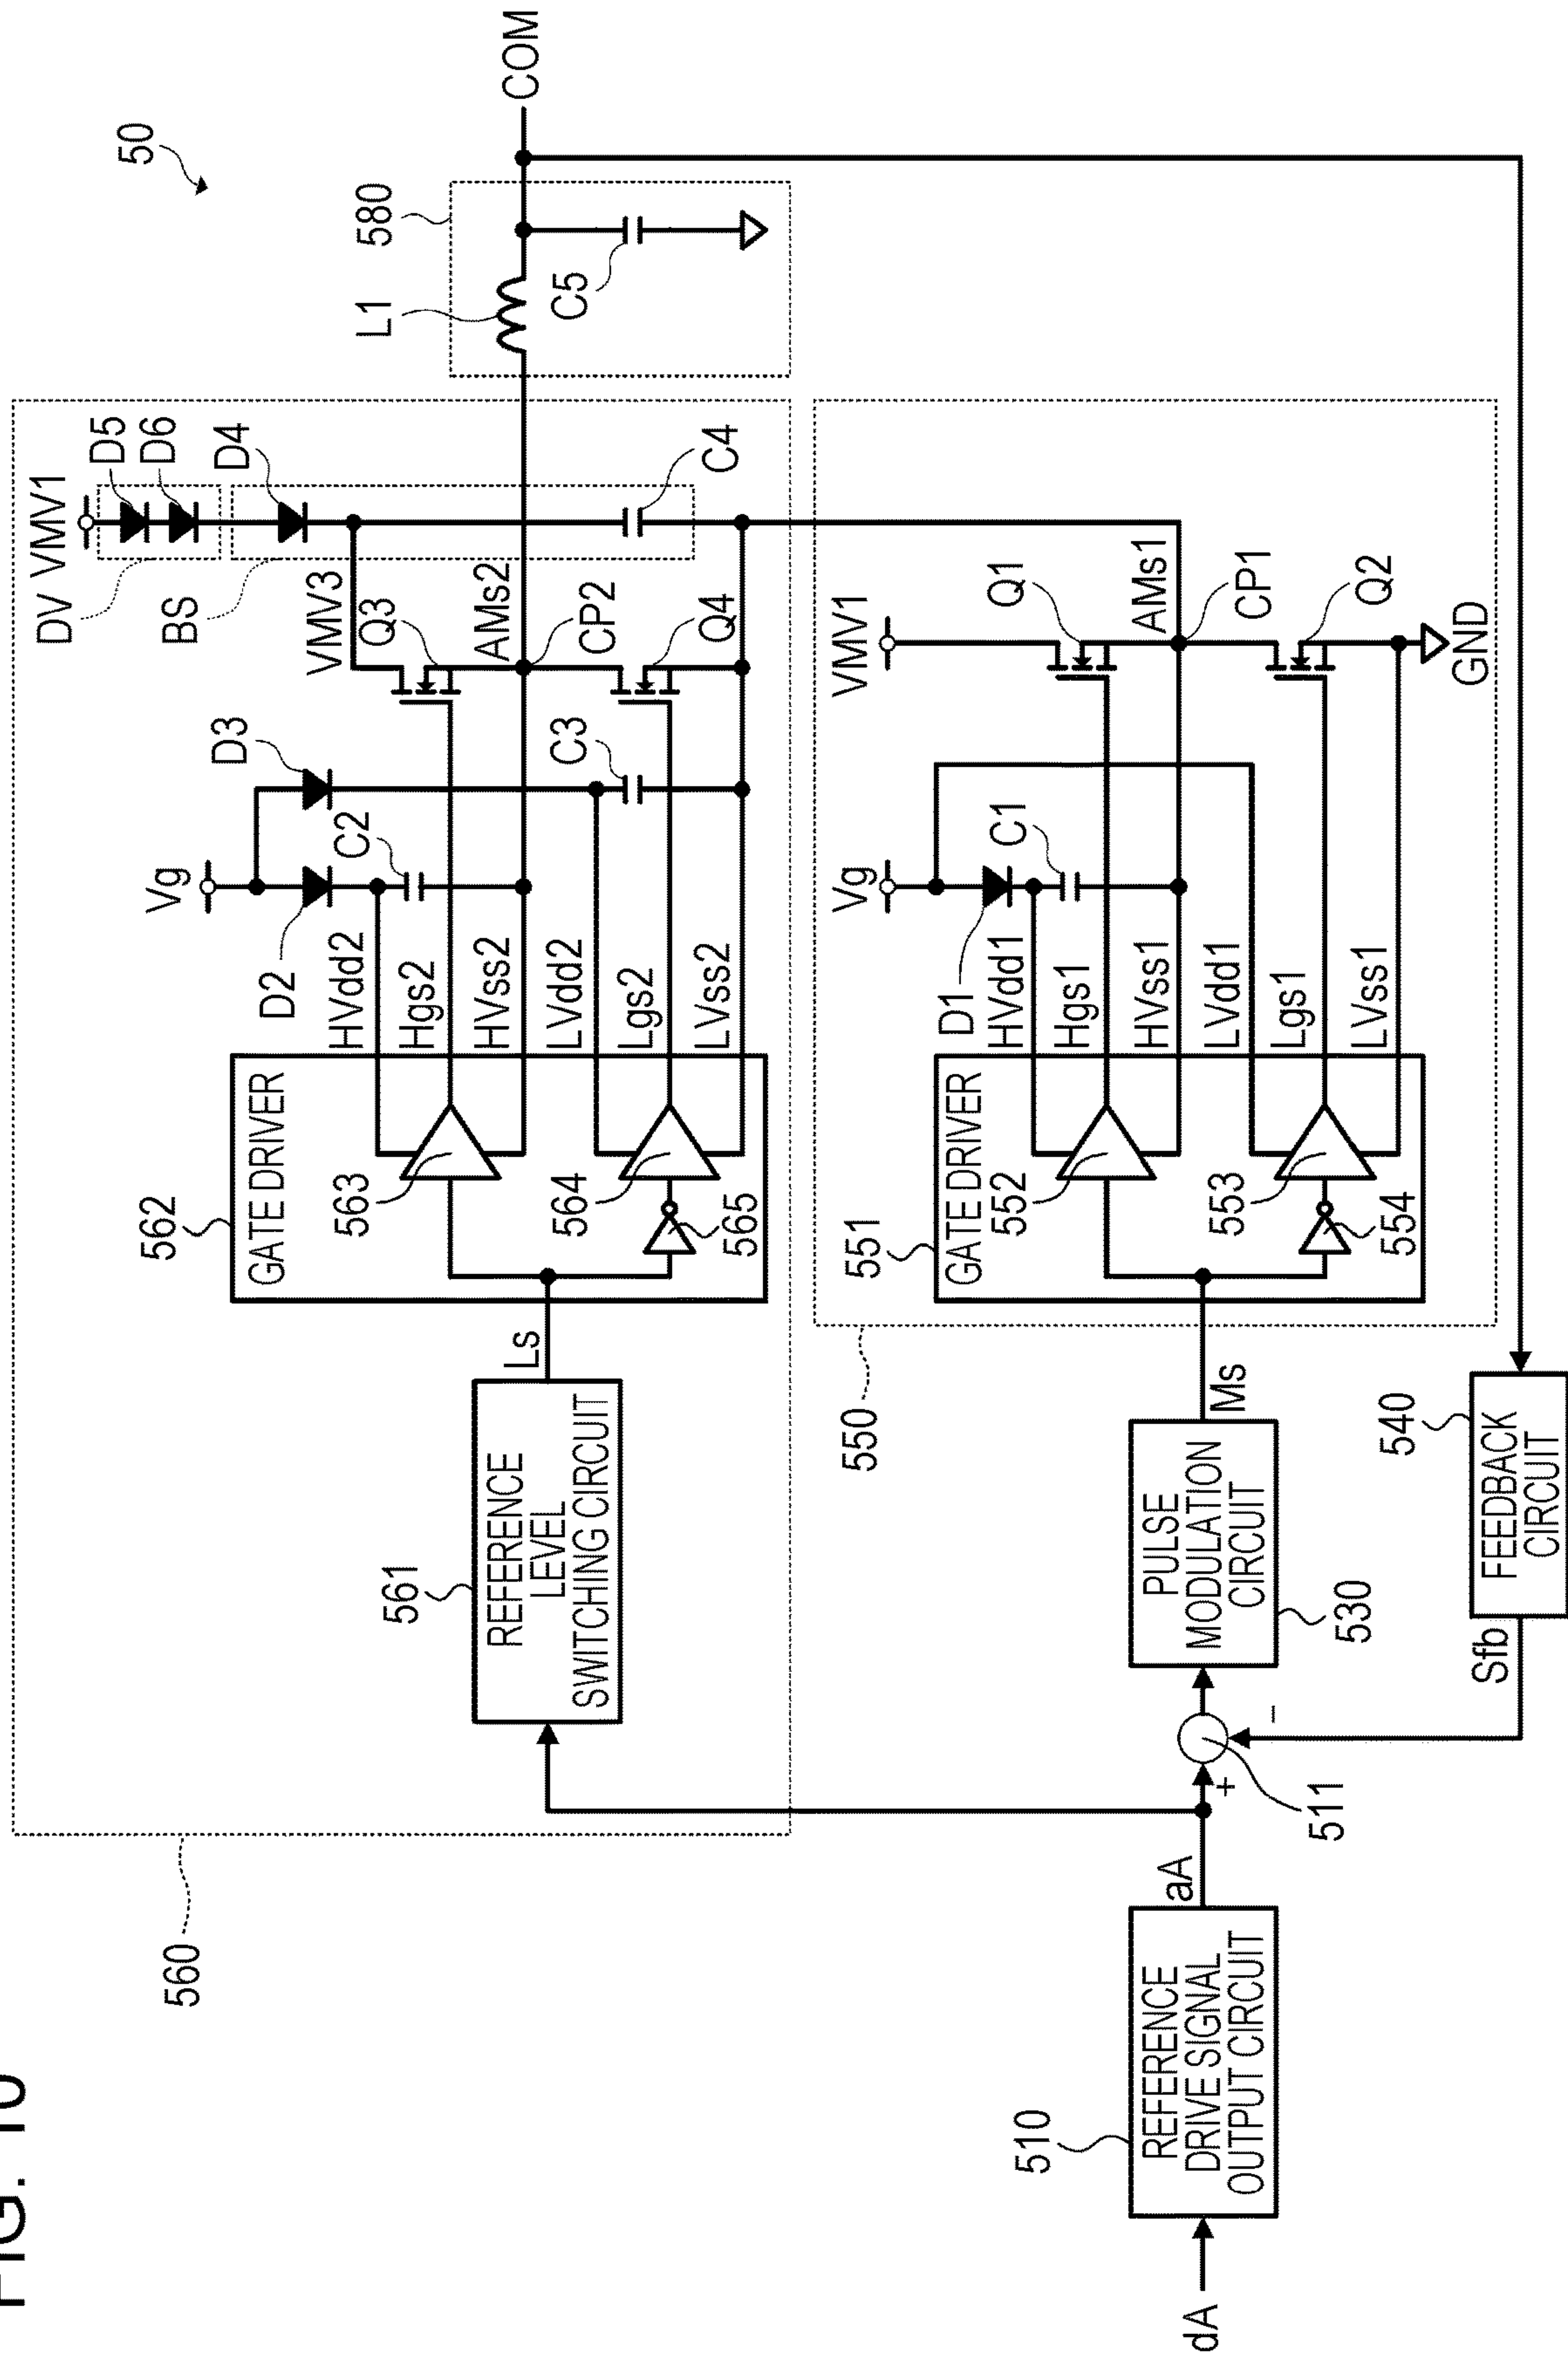 50
560
DV
VMV1
D5
D6
BS
D4
VMV3
Q3
AMs2
CP2
Q4
C4
580
L1
C5
COM
Vg
D3
D2
C2
C3
HVdd2
Hgs2
HVss2
LVdd2
Lgs2
LVss2
562
GATE DRIVER
563
564
565
Ls
561
REFERENCE
LEVEL
SWITCHING CIRCUIT
VMV1
Q1
AMs1
CP1
Q2
GND
Vg
D1
C1
HVdd1
Hgs1
HVss1
LVdd1
Lgs1
LVss1
551
GATE DRIVER
552
553
554
550
Ms
PULSE
MODULATION
CIRCUIT
530
540
FEEDBACK
CIRCUIT
Sfb
+
−
511
aA
510
REFERENCE
DRIVE SIGNAL
OUTPUT CIRCUIT
dA